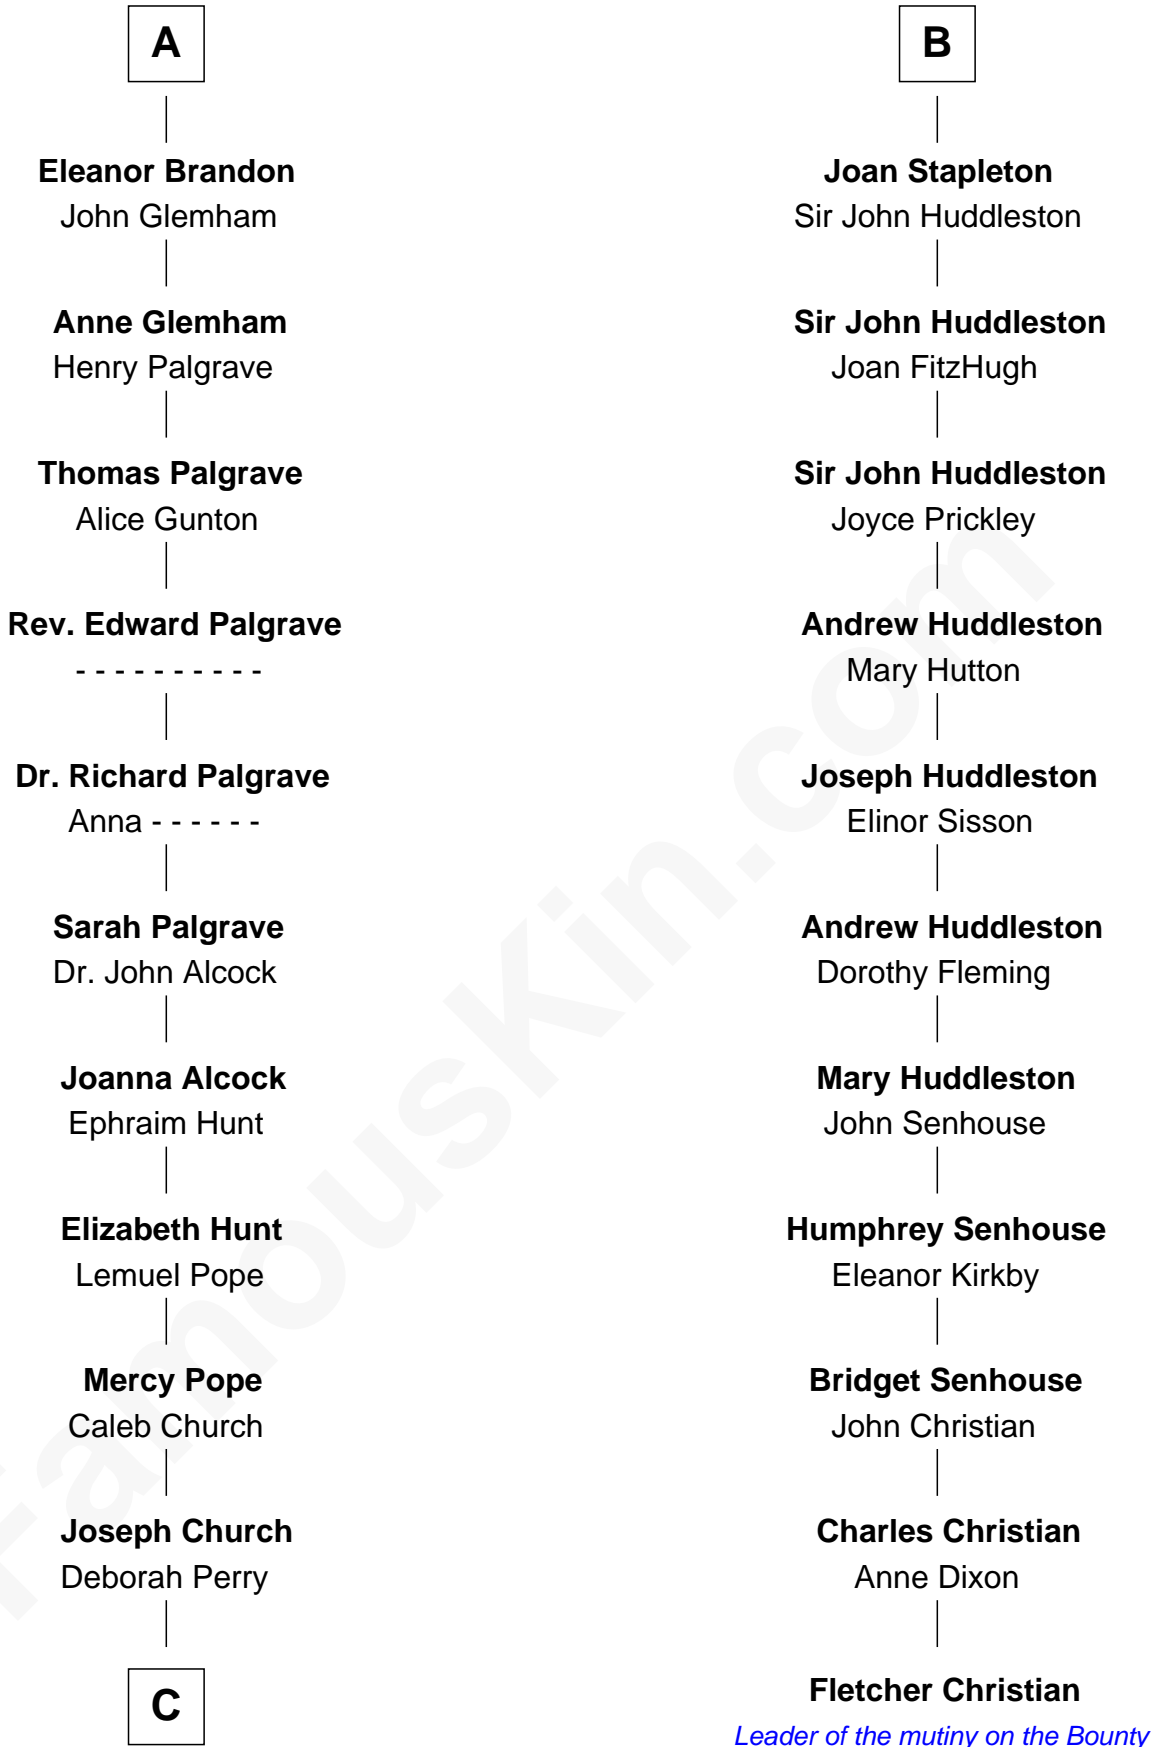 A
Eleanor Brandon
John Glemham
Anne Glemham
Henry Palgrave
Thomas Palgrave
Alice Gunton
Rev. Edward Palgrave
- - - - - - - - - -
Dr. Richard Palgrave
Anna - - - - - -
Sarah Palgrave
Dr. John Alcock
Joanna Alcock
Ephraim Hunt
Elizabeth Hunt
Lemuel Pope
Mercy Pope
Caleb Church
Joseph Church
Deborah Perry
C
B
Joan Stapleton
Sir John Huddleston
Sir John Huddleston
Joan FitzHugh
Sir John Huddleston
Joyce Prickley
Andrew Huddleston
Mary Hutton
Joseph Huddleston
Elinor Sisson
Andrew Huddleston
Dorothy Fleming
Mary Huddleston
John Senhouse
Humphrey Senhouse
Eleanor Kirkby
Bridget Senhouse
John Christian
Charles Christian
Anne Dixon
Fletcher Christian
Leader of the mutiny on the Bounty
FamousKin.com